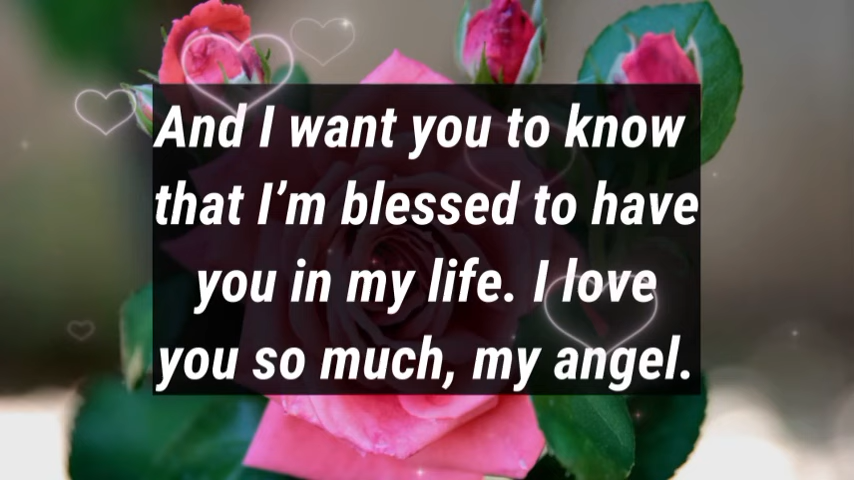 And I want you to know
that I’m blessed to have
you in my life. I love
you so much, my angel.